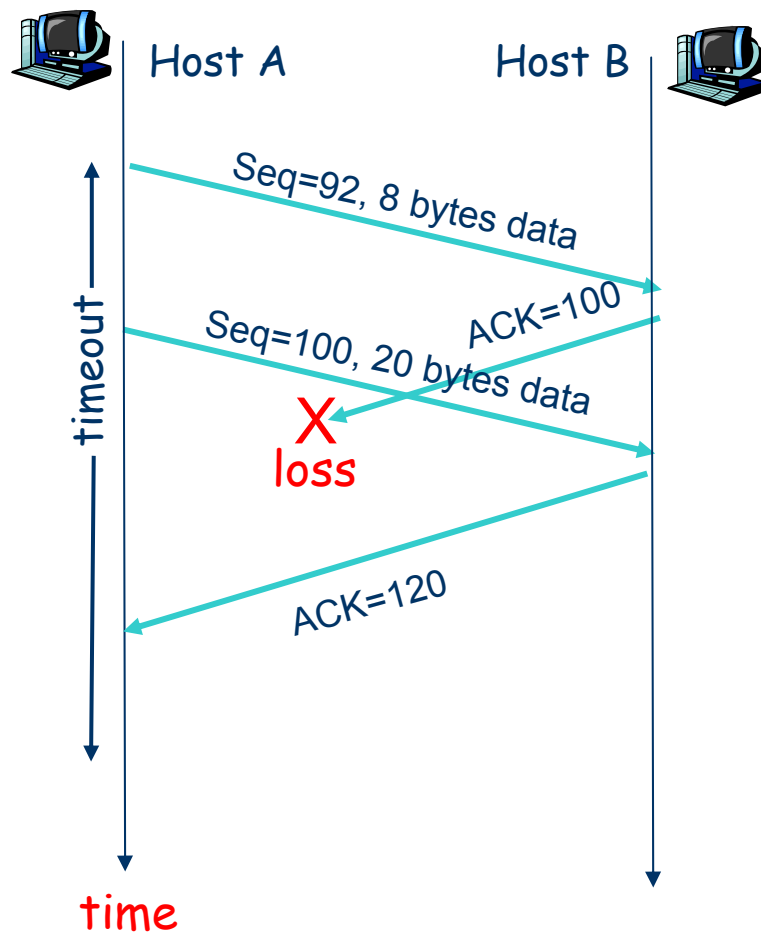 Host A
Host B
Seq=92, 8 bytes data
ACK=100
timeout
Seq=100, 20 bytes data
X
loss
ACK=120
time